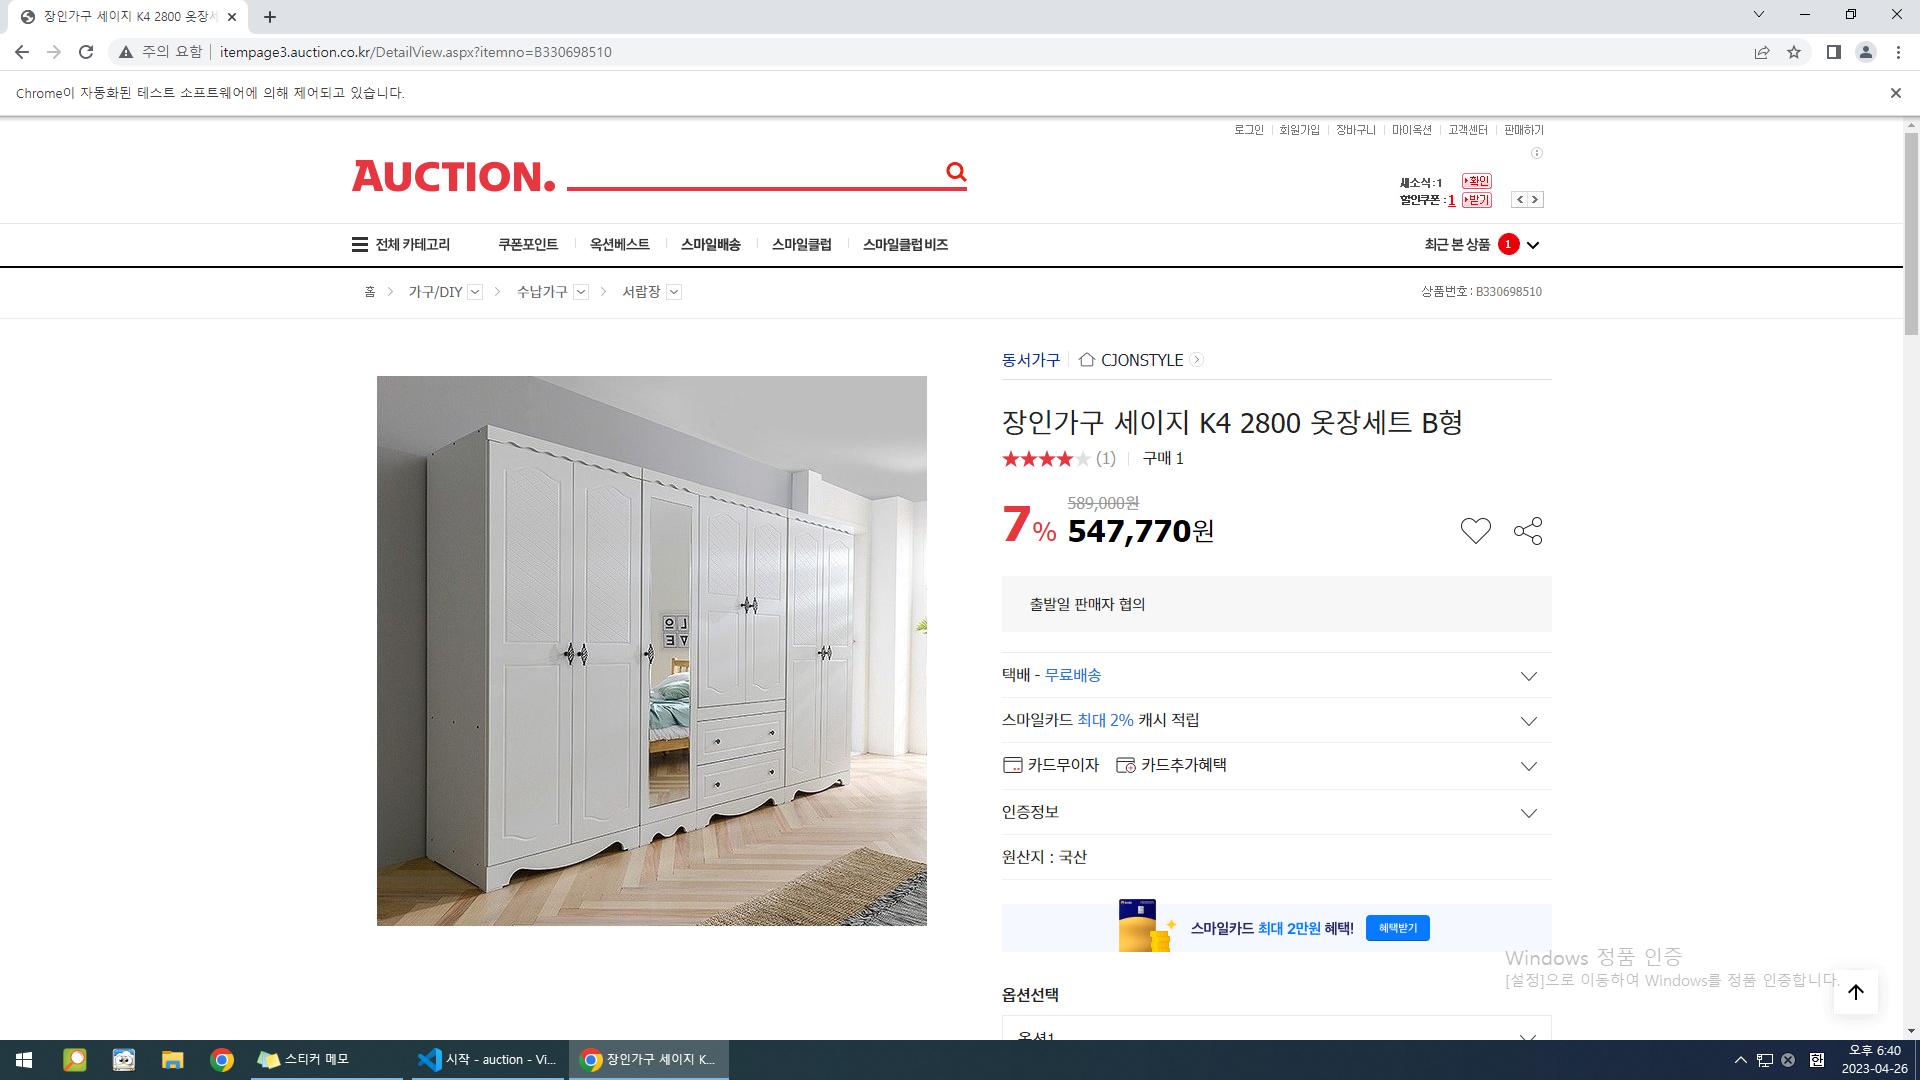 장인가구 세이지 K4 2800 옷장세
주의 요함
itempage3.auction.co.kr/DetailView.aspx?itemno=B330698510
Chrome이 자동화된 테스트 소프트웨어에 의해 제어되고 있습니다.
로그인 회원가입 장바구니 마이옥션 고객센터 판매하기
AUCTION.
새소식 : 1 확인
할인쿠폰 : 1 받기
전체 카테고리 쿠폰포인트 옥션베스트 스마일배송 스마일클럽 스마일클럽 비즈 최근 본 상품 1
홈 가구/DIY 수납가구 서랍장 상품번호 : B330698510
동서가구 CJONSTYLE
장인가구 세이지 K4 2800 옷장세트 B형
(1) 구매 1
589,000원
7% 547,770원
출발일 판매자 협의
택배 - 무료배송
스마일카드 최대 2% 캐시 적립
카드무이자 카드추가혜택
인증정보
원산지 : 국산
스마일카드 최대 2만원 혜택! 혜택받기
Windows 정품 인증
[설정]으로 이동하여 Windows를 정품 인증합니다.
옵션선택
옵션1
스티커 메모
시작 - auction - Vi...
장인가구 세이지 K...
한
오후 6:40
2023-04-26